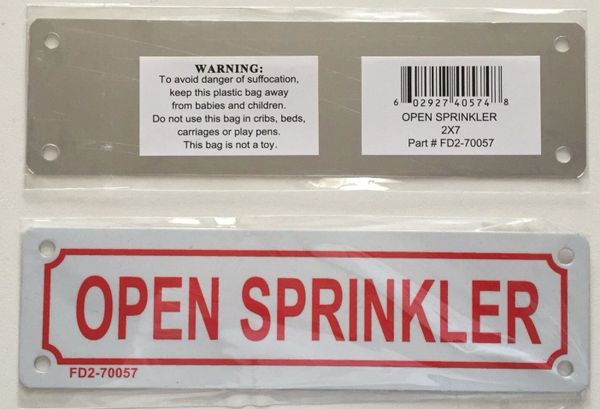 WARNING:
To avoid danger of suffocation,
keep this plastic bag away
from babies and children.
Do not use this bag in cribs, beds,
carriages or play pens.
This bag is not a toy.
6 02927 40574 8
OPEN SPRINKLER
2X7
Part # FD2-70057
OPEN SPRINKLER
FD2-70057